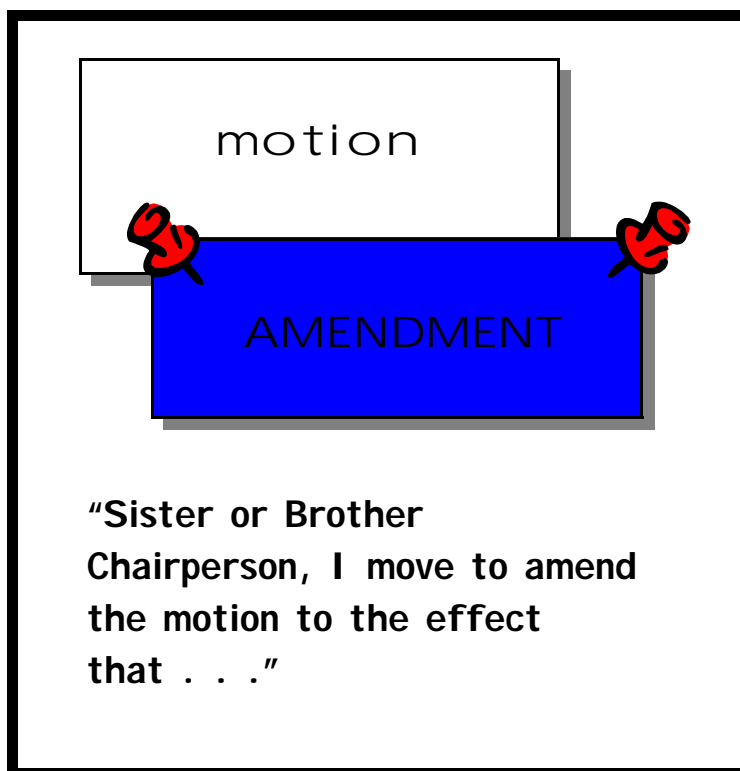 motion
AMENDMENT
“Sister or Brother
Chairperson, I move to amend
the motion to the effect
that . . .”